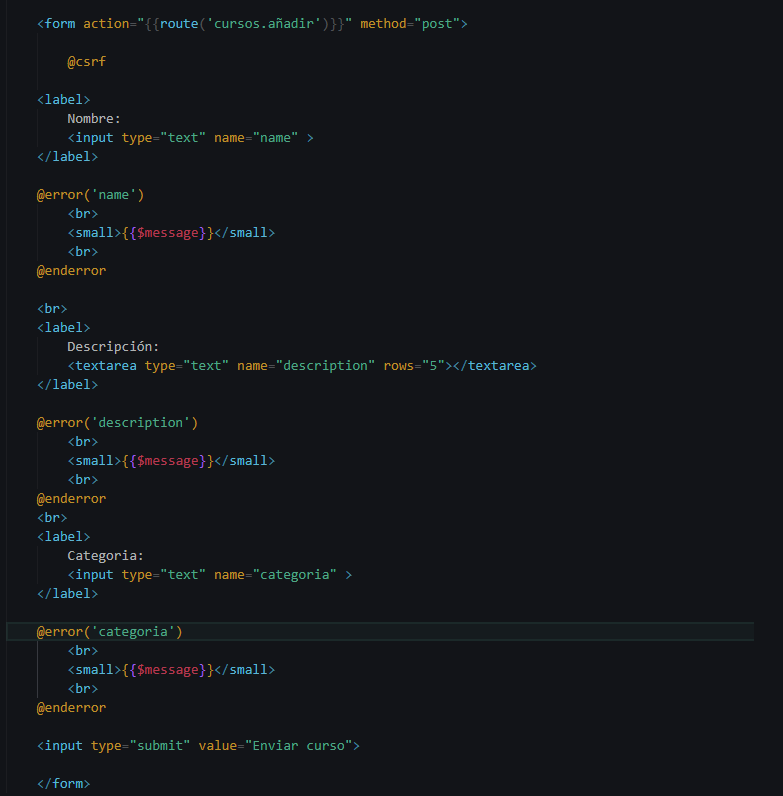 <form action="{{route('cursos.añadir')}}" method="post">
@csrf
<label>
Nombre:
<input type="text" name="name" >
</label>
@error('name')
<br>
<small>{{$message}}</small>
<br>
@enderror
<br>
<label>
Descripción:
<textarea type="text" name="description" rows="5"></textarea>
</label>
@error('description')
<br>
<small>{{$message}}</small>
<br>
@enderror
<br>
<label>
Categoria:
<input type="text" name="categoria" >
</label>
@error('categoria')
<br>
<small>{{$message}}</small>
<br>
@enderror
<input type="submit" value="Enviar curso">
</form>